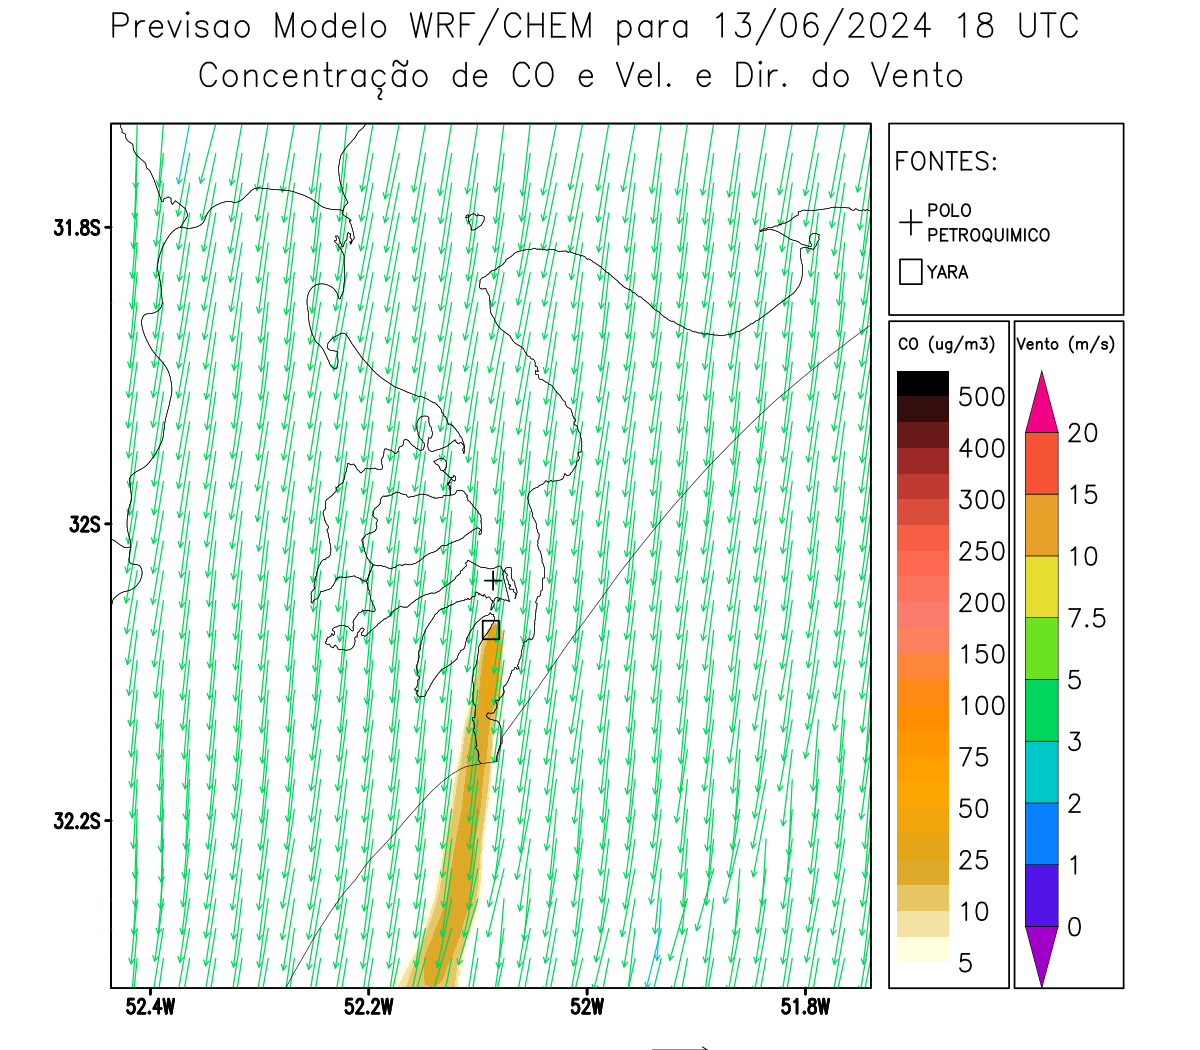 Previsao Modelo WRF/CHEM para 13/06/2024 18 UTC
Concentração de CO e Vel. e Dir. do Vento
FONTES:
POLO
PETROQUIMICO
YARA
CO (ug/m3)
500
400
300
250
200
150
100
75
50
25
10
5
Vento (m/s)
20
15
10
7.5
5
3
2
1
0
31.8S
32S
32.2S
52.4W
52.2W
52W
51.8W